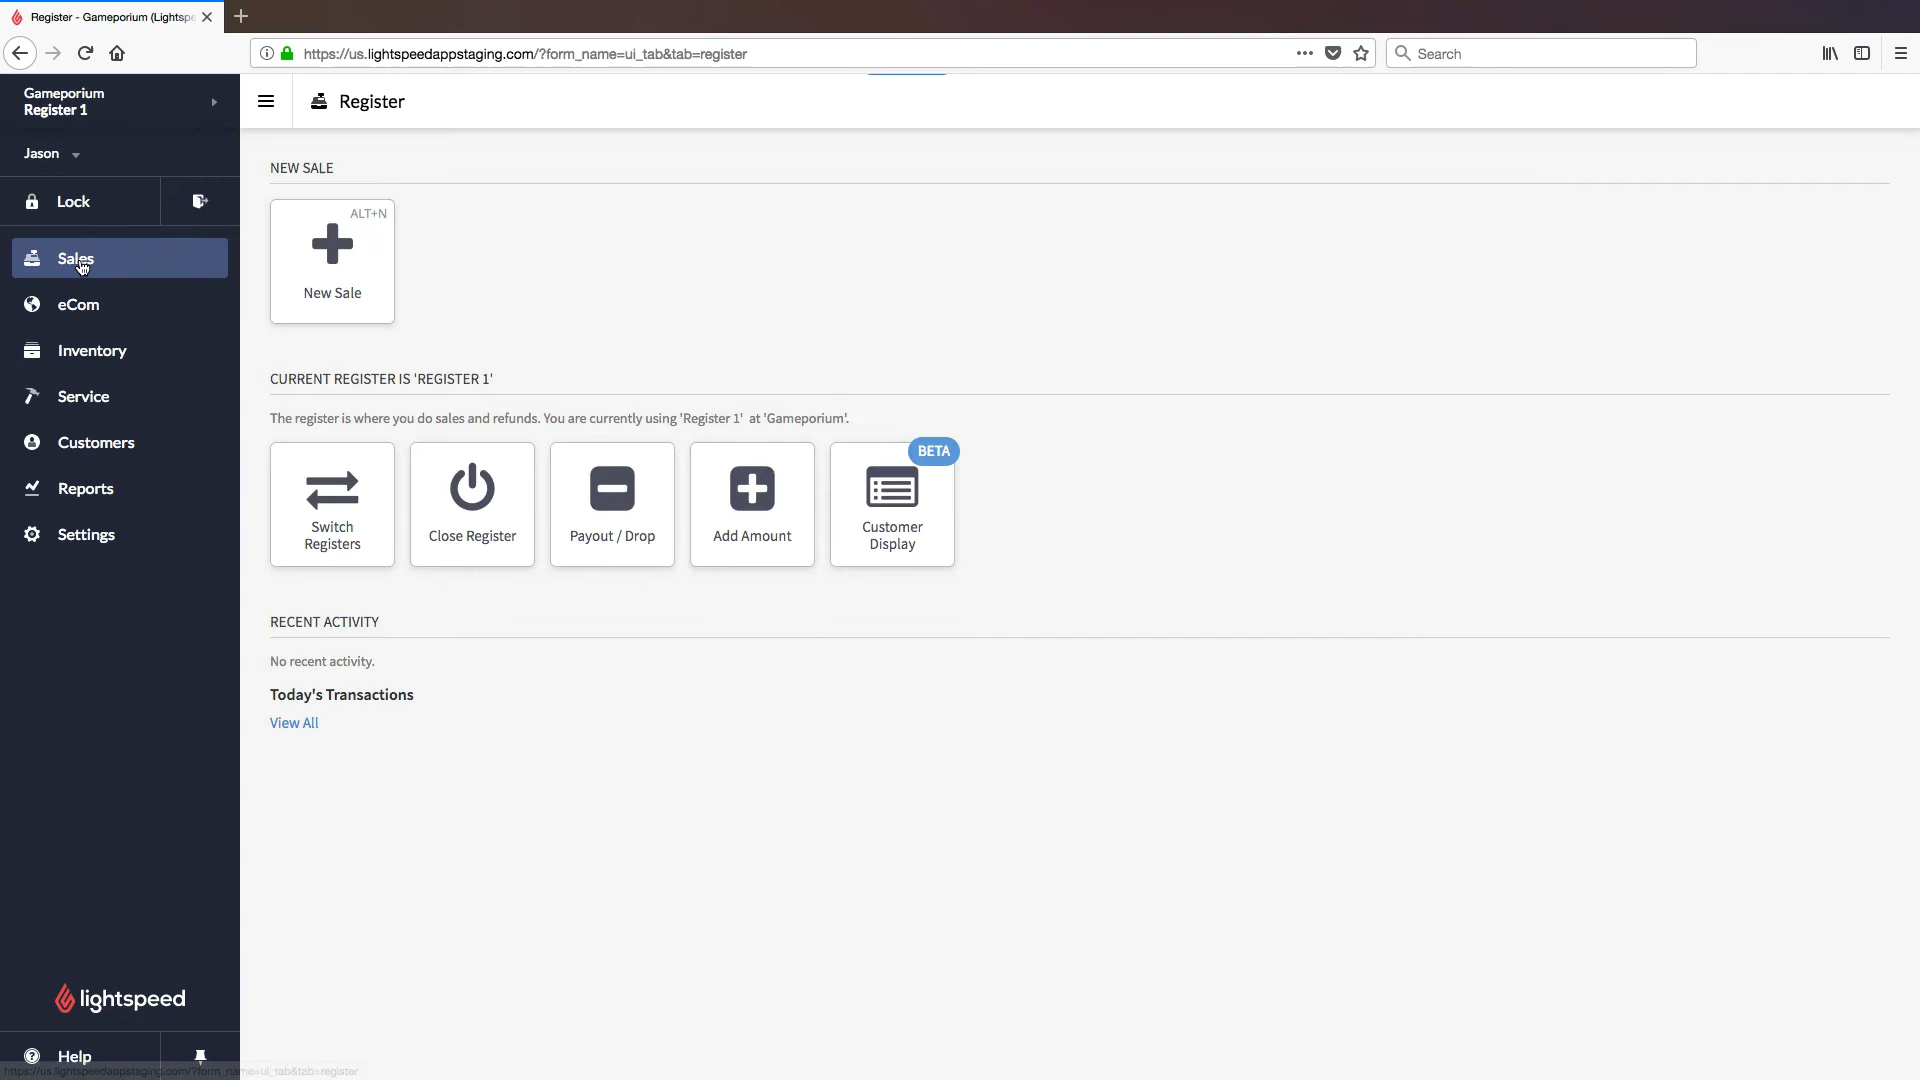 Register - Gameporium (Lightspe
https://us.lightspeedappstaging.com/?form_name=ui_tab&tab=register
Search
Gameporium
Register 1
Register
Jason
Lock
Sales
eCom
Inventory
Service
Customers
Reports
Settings
NEW SALE
ALT+N
New Sale
CURRENT REGISTER IS 'REGISTER 1'
The register is where you do sales and refunds. You are currently using 'Register 1' at 'Gameporium'.
Switch
Registers
Close Register
Payout / Drop
Add Amount
BETA
Customer
Display
RECENT ACTIVITY
No recent activity.
Today's Transactions
View All
lightspeed
Help
https://us.lightspeedappstaging.com/?form_name=ui_tab&tab=register